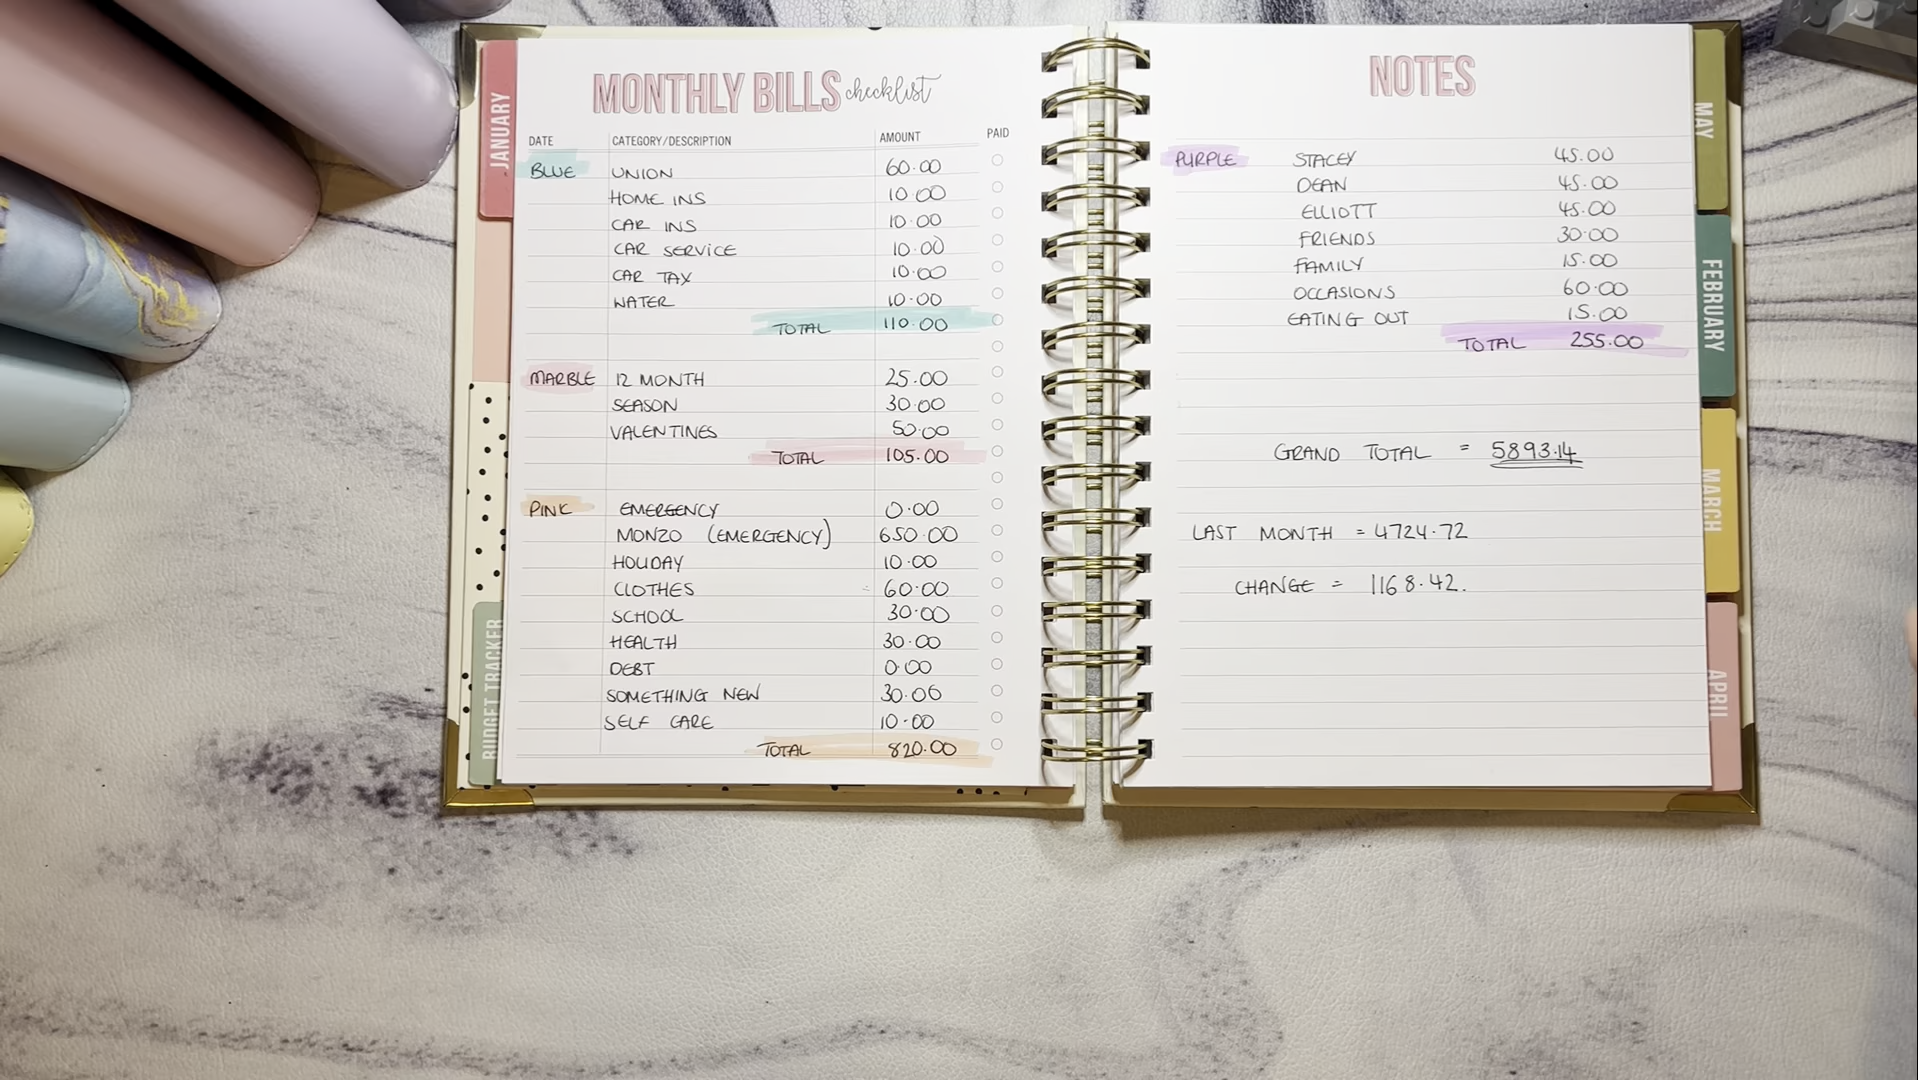 JANUARY
BUDGET TRACKER
MONTHLY BILLS checklist
DATE CATEGORY/DESCRIPTION AMOUNT PAID
BLUE UNION 60.00
HOME INS 10.00
CAR INS 10.00
CAR SERVICE 10.00
CAR TAX 10.00
WATER 10.00
TOTAL 110.00
MARBLE 12 MONTH 25.00
SEASON 30.00
VALENTINES 50.00
TOTAL 105.00
PINK EMERGENCY 0.00
MONZO (EMERGENCY) 650.00
HOLIDAY 10.00
CLOTHES 60.00
SCHOOL 30.00
HEALTH 30.00
DEBT 0.00
SOMETHING NEW 30.00
SELF CARE 10.00
TOTAL 820.00
NOTES
PURPLE STACEY 45.00
DEAN 45.00
ELLIOTT 45.00
FRIENDS 30.00
FAMILY 15.00
OCCASIONS 60.00
EATING OUT 15.00
TOTAL 255.00
GRAND TOTAL = 5893.14
LAST MONTH = 4724.72
CHANGE = 1168.42.
MAY
FEBRUARY
MARCH
APRIL